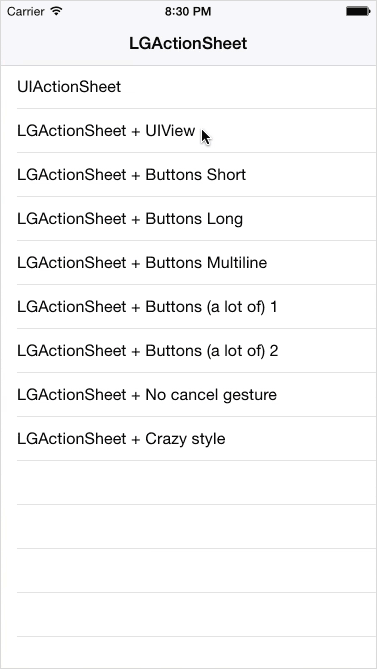 Carrier 8:30 PM
LGActionSheet
UIActionSheet
LGActionSheet + UIView
LGActionSheet + Buttons Short
LGActionSheet + Buttons Long
LGActionSheet + Buttons Multiline
LGActionSheet + Buttons (a lot of) 1
LGActionSheet + Buttons (a lot of) 2
LGActionSheet + No cancel gesture
LGActionSheet + Crazy style